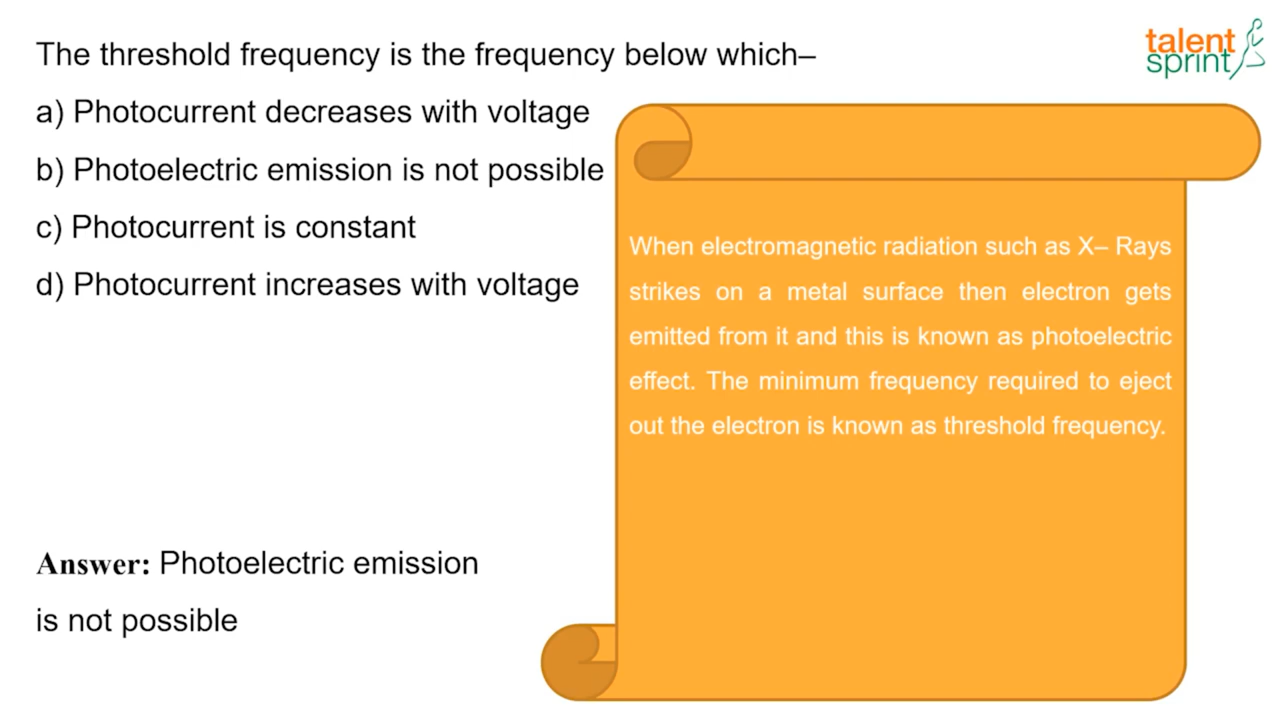 The threshold frequency is the frequency below which–
talent
sprint
a) Photocurrent decreases with voltage
b) Photoelectric emission is not possible
c) Photocurrent is constant
d) Photocurrent increases with voltage
When electromagnetic radiation such as X– Rays
strikes on a metal surface then electron gets
emitted from it and this is known as photoelectric
effect. The minimum frequency required to eject
out the electron is known as threshold frequency.
Answer: Photoelectric emission
is not possible